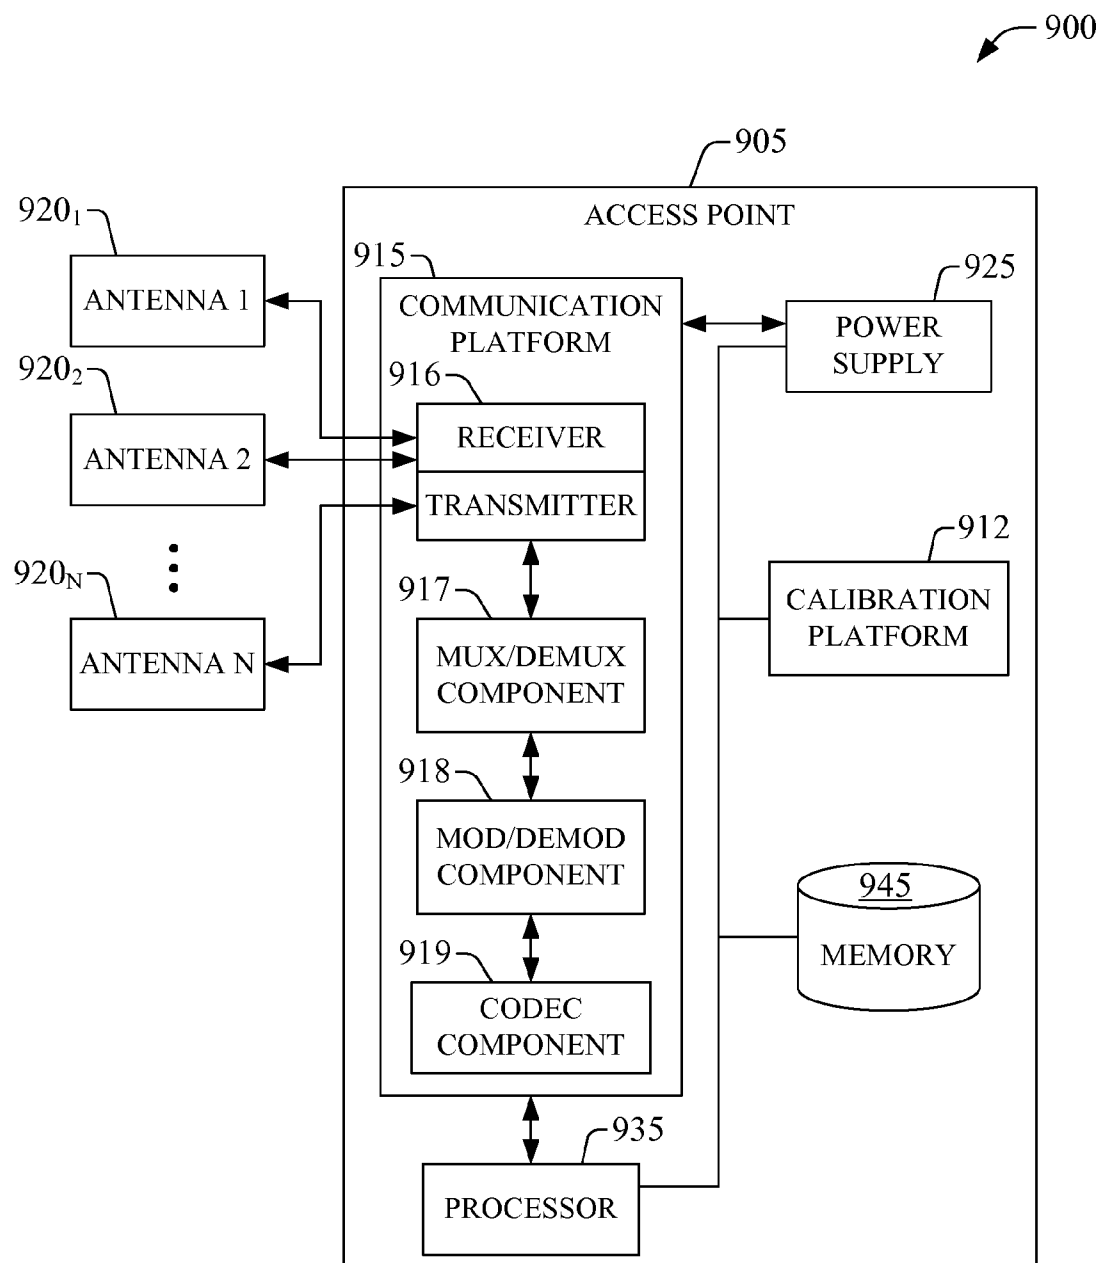 900
905
ACCESS POINT
920₁
ANTENNA 1
915
COMMUNICATION
PLATFORM
925
POWER
SUPPLY
920₂
ANTENNA 2
916
RECEIVER
TRANSMITTER
920N
ANTENNA N
912
CALIBRATION
PLATFORM
917
MUX/DEMUX
COMPONENT
918
MOD/DEMOD
COMPONENT
945
MEMORY
919
CODEC
COMPONENT
935
PROCESSOR